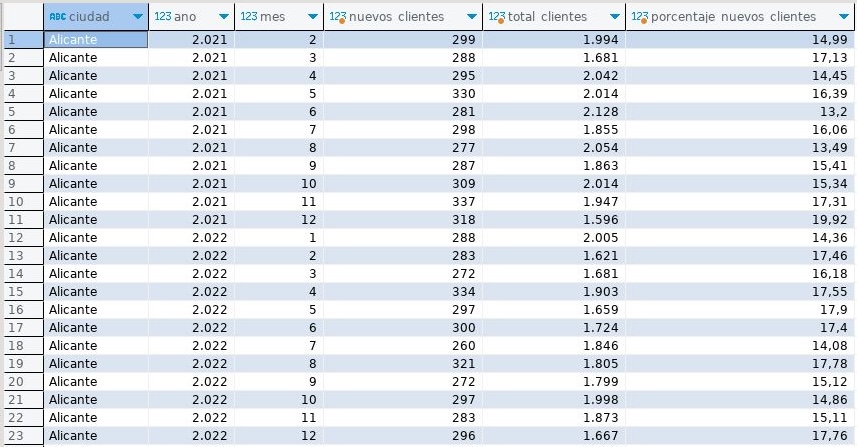 ABC ciudad 123 ano 123 mes 123 nuevos_clientes 123 total_clientes 123 porcentaje_nuevos_clientes
1 Alicante 2.021 2 299 1.994 14,99
2 Alicante 2.021 3 288 1.681 17,13
3 Alicante 2.021 4 295 2.042 14,45
4 Alicante 2.021 5 330 2.014 16,39
5 Alicante 2.021 6 281 2.128 13,2
6 Alicante 2.021 7 298 1.855 16,06
7 Alicante 2.021 8 277 2.054 13,49
8 Alicante 2.021 9 287 1.863 15,41
9 Alicante 2.021 10 309 2.014 15,34
10 Alicante 2.021 11 337 1.947 17,31
11 Alicante 2.021 12 318 1.596 19,92
12 Alicante 2.022 1 288 2.005 14,36
13 Alicante 2.022 2 283 1.621 17,46
14 Alicante 2.022 3 272 1.681 16,18
15 Alicante 2.022 4 334 1.903 17,55
16 Alicante 2.022 5 297 1.659 17,9
17 Alicante 2.022 6 300 1.724 17,4
18 Alicante 2.022 7 260 1.846 14,08
19 Alicante 2.022 8 321 1.805 17,78
20 Alicante 2.022 9 272 1.799 15,12
21 Alicante 2.022 10 297 1.998 14,86
22 Alicante 2.022 11 283 1.873 15,11
23 Alicante 2.022 12 296 1.667 17,76